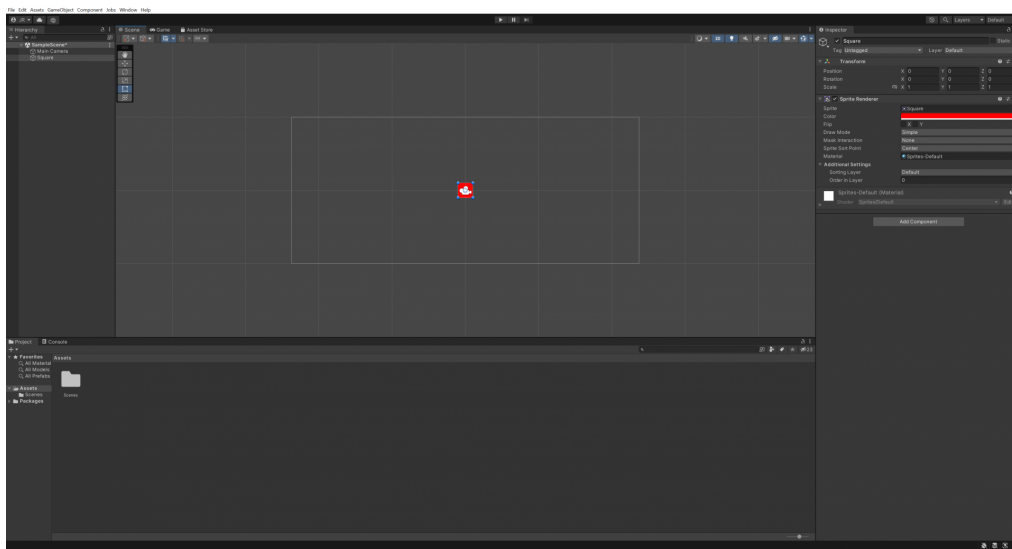 File Edit Assets GameObject Component Jobs Window Help
Layers Default
Hierarchy
Scene Game Asset Store
Inspector
All
SampleScene*
Main Camera
Square
Square Static
Tag Untagged Layer Default
Transform
Position X 0 Y 0 Z 0
Rotation X 0 Y 0 Z 0
Scale X 1 Y 1 Z 1
Sprite Renderer
Sprite Square
Color
Flip X Y
Draw Mode Simple
Mask Interaction None
Sprite Sort Point Center
Material Sprites-Default
Additional Settings
Sorting Layer Default
Order in Layer 0
Sprites-Default (Material)
Shader Sprites/Default
Add Component
Project Console
Favorites
All Material
All Models
All Prefabs
Assets
Scenes
Packages
Assets
Scenes